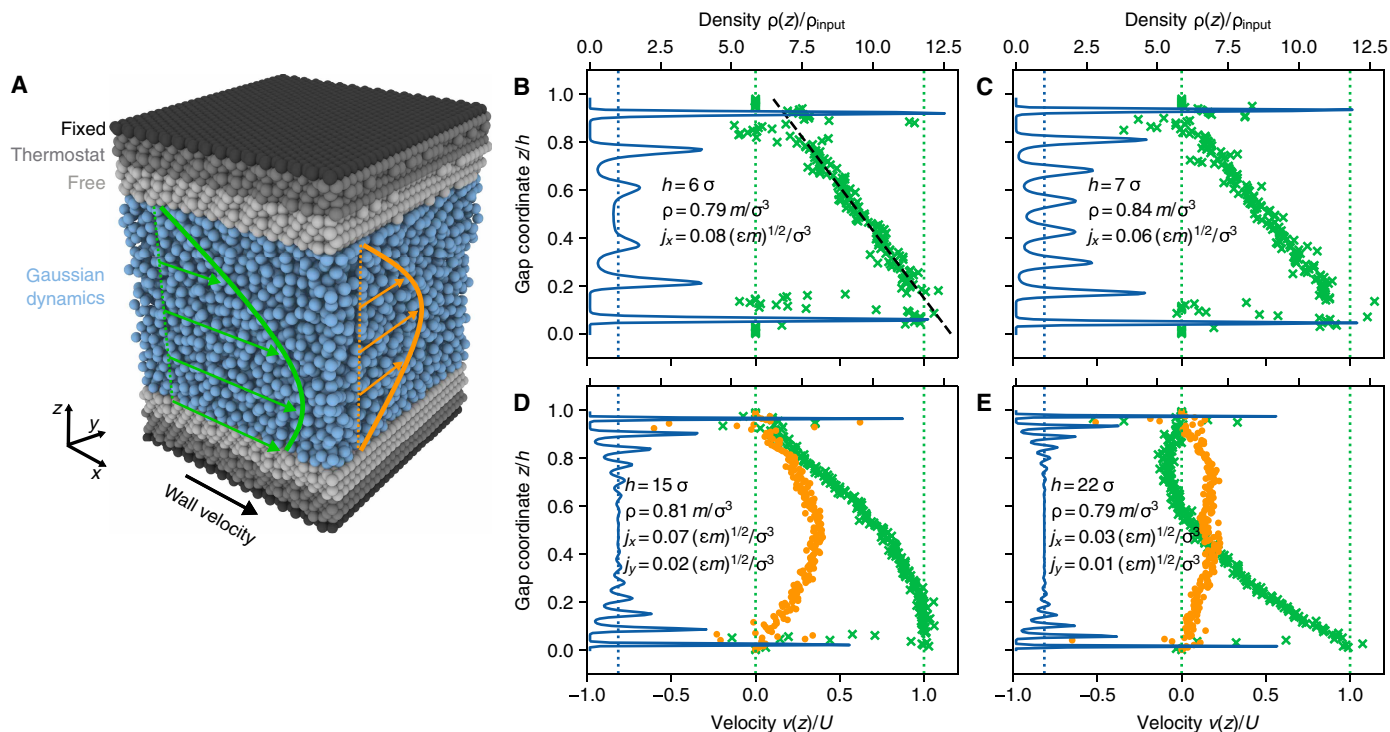 A
Fixed
Thermostat
Free
Gaussian
dynamics
z
y
x
Wall velocity
Density ρ(z)/ρinput
0.0 2.5 5.0 7.5 10.0 12.5
B
Gap coordinate z/h
1.0
0.8
0.6
0.4
0.2
0.0
h = 6 σ
ρ = 0.79 m/σ³
jₓ = 0.08 (εm)^1/2/σ³
Density ρ(z)/ρinput
0.0 2.5 5.0 7.5 10.0 12.5
C
h = 7 σ
ρ = 0.84 m/σ³
jₓ = 0.06 (εm)^1/2/σ³
D
Gap coordinate z/h
1.0
0.8
0.6
0.4
0.2
0.0
h = 15 σ
ρ = 0.81 m/σ³
jₓ = 0.07 (εm)^1/2/σ³
j_y = 0.02 (εm)^1/2/σ³
−1.0 −0.5 0.0 0.5 1.0
Velocity v(z)/U
E
h = 22 σ
ρ = 0.79 m/σ³
jₓ = 0.03 (εm)^1/2/σ³
j_y = 0.01 (εm)^1/2/σ³
−1.0 −0.5 0.0 0.5 1.0
Velocity v(z)/U